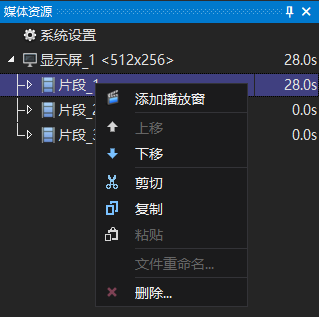 媒体资源
系统设置
显示屏_1 <512x256> 28.0s
片段_1 28.0s
片段_2 0.0s
片段_3 0.0s
添加播放窗
上移
下移
剪切
复制
粘贴
文件重命名...
删除...